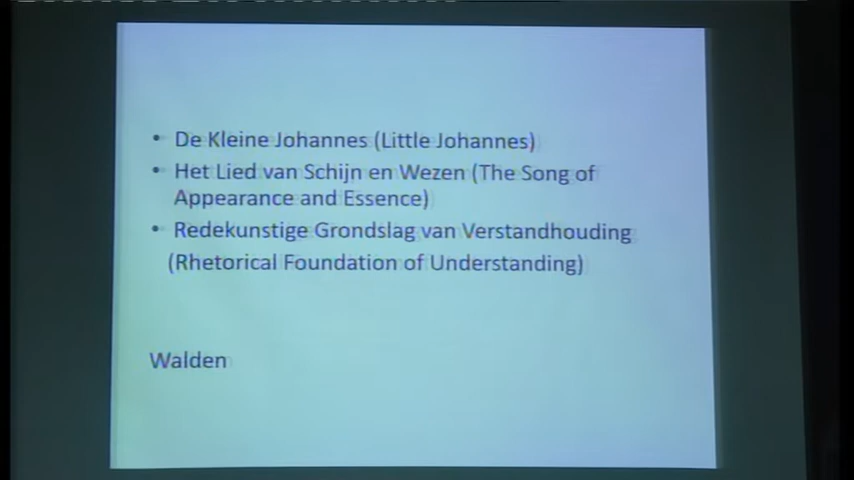 • De Kleine Johannes (Little Johannes)
• Het Lied van Schijn en Wezen (The Song of
Appearance and Essence)
• Redekunstige Grondslag van Verstandhouding
(Rhetorical Foundation of Understanding)
Walden